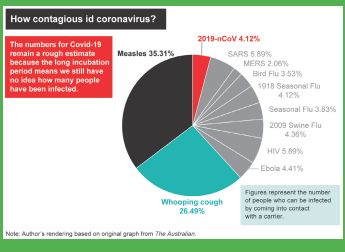 How contagious id coronavirus?
The numbers for Covid-19
remain a rough estimate
because the long incubation
period means we still have
no idea how many people
have been infected.
2019-nCoV 4.12%
Measles 35.31%
SARS 5.89%
MERS 2.06%
Bird Flu 3.53%
1918 Seasonal Flu
4.12%
Seasonal Flu 3.83%
2009 Swine Flu
4.36%
HIV 5.89%
Ebola 4.41%
Whooping cough
26.49%
Figures represent the number
of people who can be infected
by coming into contact
with a carrier.
Note: Author's rendering based on original graph from The Australian.